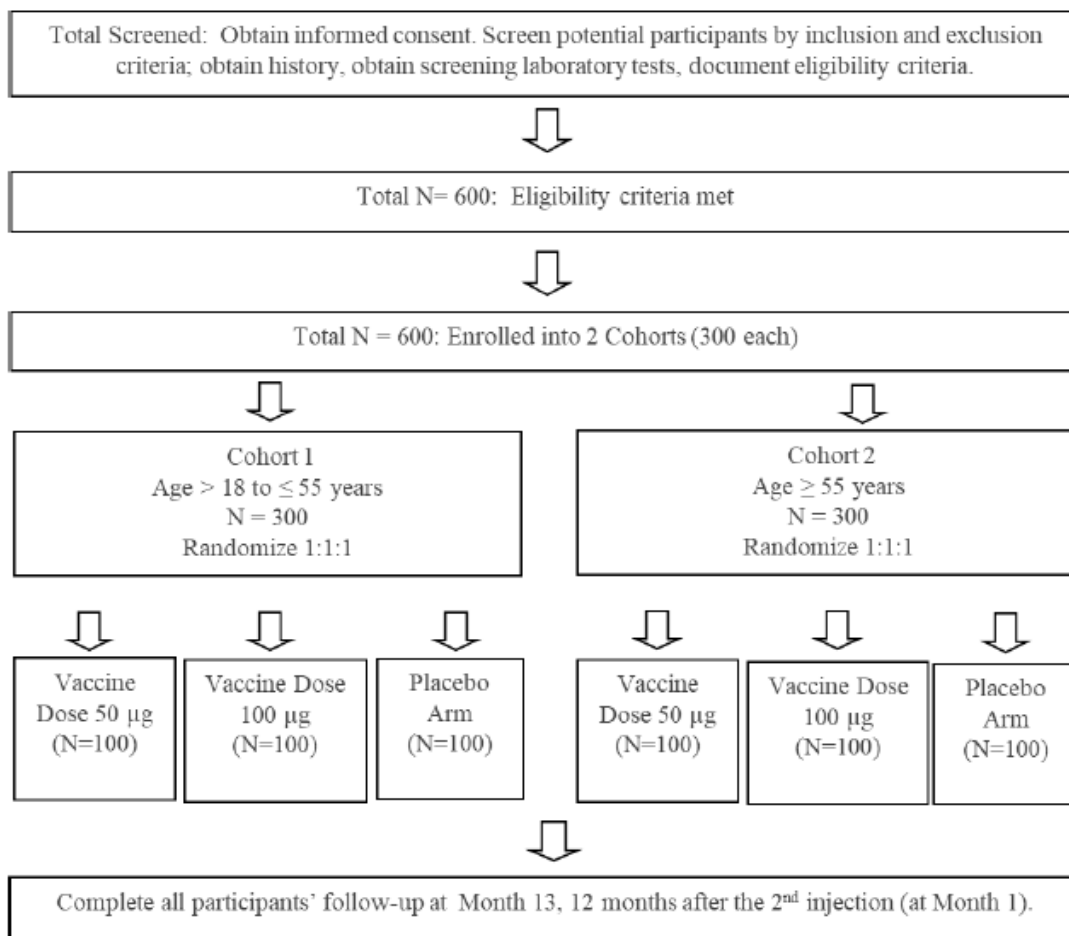 Total Screened: Obtain informed consent. Screen potential participants by inclusion and exclusion
criteria; obtain history, obtain screening laboratory tests, document eligibility criteria.
Total N= 600: Eligibility criteria met
Total N = 600: Enrolled into 2 Cohorts (300 each)
Cohort 1
Age > 18 to ≤ 55 years
N = 300
Randomize 1:1:1
Cohort 2
Age ≥ 55 years
N = 300
Randomize 1:1:1
Vaccine
Dose 50 µg
(N=100)
Vaccine Dose
100 µg
(N=100)
Placebo
Arm
(N=100)
Vaccine
Dose 50 µg
(N=100)
Vaccine Dose
100 µg
(N=100)
Placebo
Arm
(N=100)
Complete all participants’ follow-up at Month 13, 12 months after the 2nd injection (at Month 1).